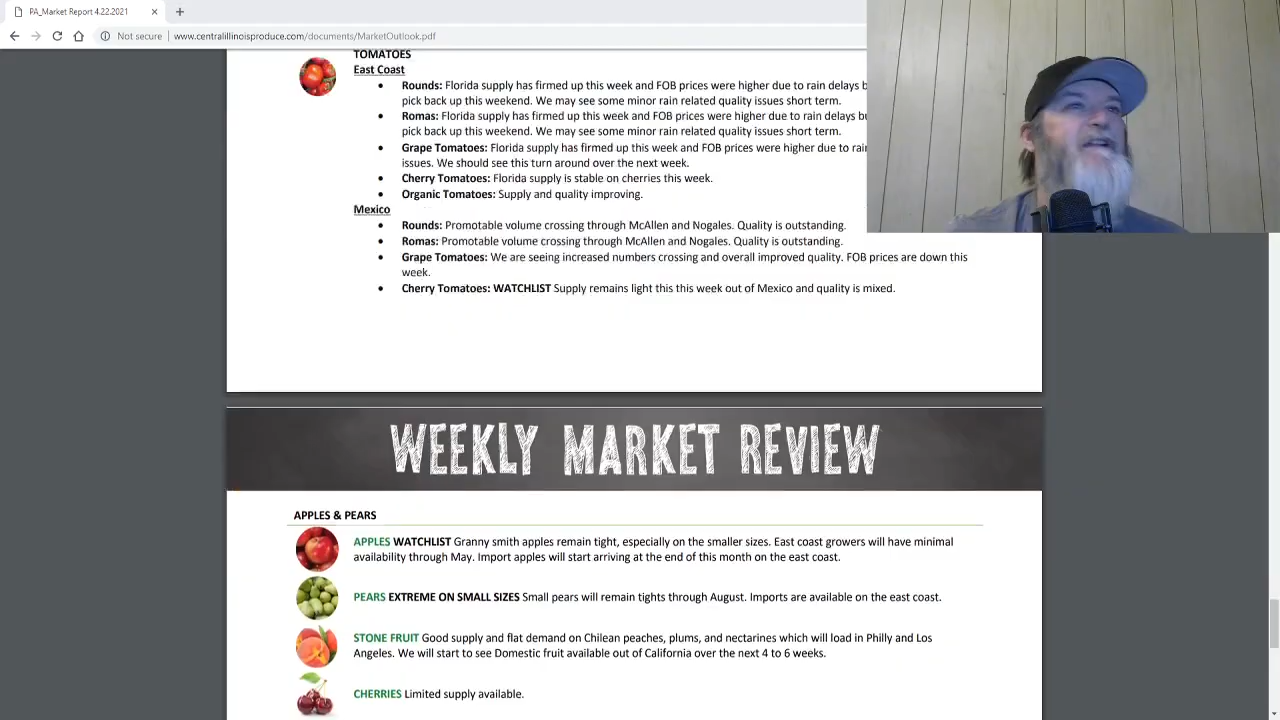 PA_Market Report 4.22.2021
Not secure | www.centralillinoisproduce.com/documents/MarketOutlook.pdf
TOMATOES
East Coast
• Rounds: Florida supply has firmed up this week and FOB prices were higher due to rain delays
pick back up this weekend. We may see some minor rain related quality issues short term.
• Romas: Florida supply has firmed up this week and FOB prices were higher due to rain delays
pick back up this weekend. We may see some minor rain related quality issues short term.
• Grape Tomatoes: Florida supply has firmed up this week and FOB prices were higher due to
issues. We should see this turn around over the next week.
• Cherry Tomatoes: Florida supply is stable on cherries this week.
• Organic Tomatoes: Supply and quality improving.
Mexico
• Rounds: Promotable volume crossing through McAllen and Nogales. Quality is outstanding.
• Romas: Promotable volume crossing through McAllen and Nogales. Quality is outstanding.
• Grape Tomatoes: We are seeing increased numbers crossing and overall improved quality. FOB prices are down this
week.
• Cherry Tomatoes: WATCHLIST Supply remains light this this week out of Mexico and quality is mixed.
WEEKLY MARKET REVIEW
APPLES & PEARS
APPLES WATCHLIST Granny smith apples remain tight, especially on the smaller sizes. East coast growers will have minimal
availability through May. Import apples will start arriving at the end of this month on the east coast.
PEARS EXTREME ON SMALL SIZES Small pears will remain tights through August. Imports are available on the east coast.
STONE FRUIT Good supply and flat demand on Chilean peaches, plums, and nectarines which will load in Philly and Los
Angeles. We will start to see Domestic fruit available out of California over the next 4 to 6 weeks.
CHERRIES Limited supply available.